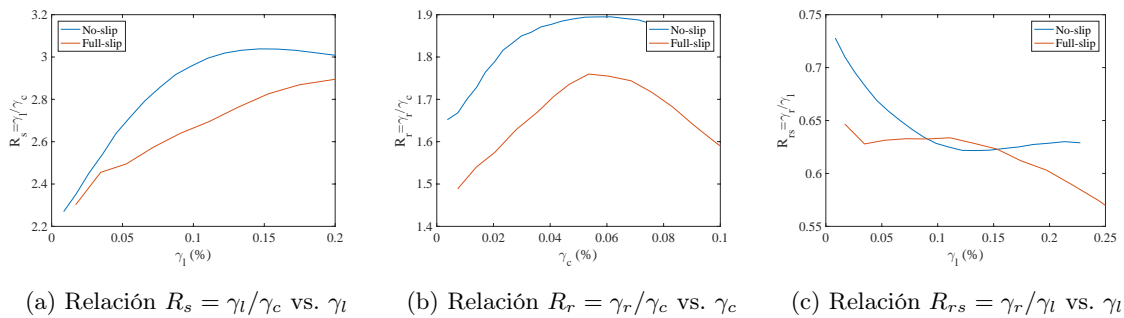 3.2
3
2.8
2.6
2.4
2.2
R_s=γ_l/γ_c
No-slip
Full-slip
0 0.05 0.1 0.15 0.2
γ_l (%)
(a) Relación R_s = γ_l/γ_c vs. γ_l
1.9
1.8
1.7
1.6
1.5
1.4
R_r=γ_r/γ_c
No-slip
Full-slip
0 0.02 0.04 0.06 0.08 0.1
γ_c (%)
(b) Relación R_r = γ_r/γ_c vs. γ_c
0.75
0.7
0.65
0.6
0.55
R_rs=γ_r/γ_l
No-slip
Full-slip
0 0.05 0.1 0.15 0.2 0.25
γ_l (%)
(c) Relación R_rs = γ_r/γ_l vs. γ_l